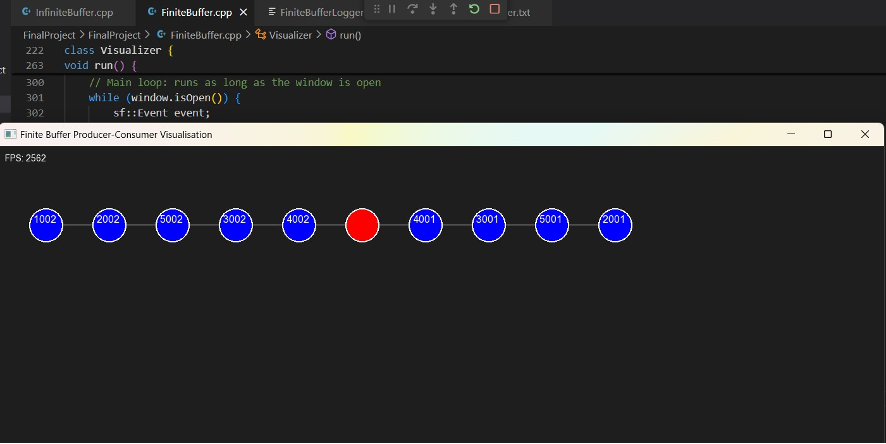 InfiniteBuffer.cpp FiniteBuffer.cpp FiniteBufferLogger er.txt
FinalProject > FinalProject > FiniteBuffer.cpp > Visualizer > run()
222 class Visualizer {
263 void run() {
ct
300 // Main loop: runs as long as the window is open
301 while (window.isOpen()) {
302 sf::Event event;
Finite Buffer Producer-Consumer Visualisation
FPS: 2562
1002 2002 5002 3002 4002 4001 3001 5001 2001